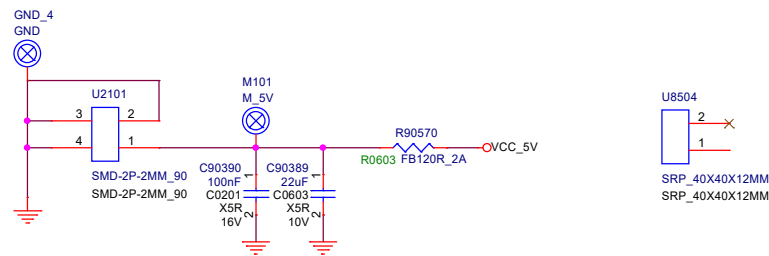 GND_4
GND
U2101
3
2
4
1
SMD-2P-2MM_90
SMD-2P-2MM_90
M101
M_5V
C90390
100nF
C0201
X5R
16V
1
2
C90389
22uF
C0603
X5R
10V
1
2
R90570
R0603
FB120R_2A
VCC_5V
U8504
2
1
SRP_40X40X12MM
SRP_40X40X12MM